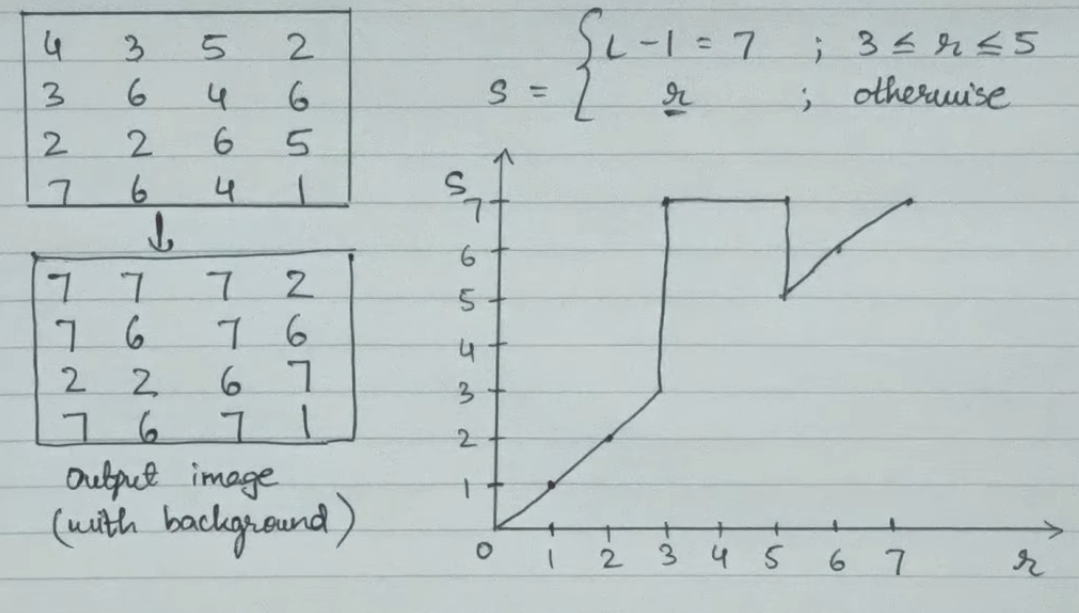 4 3 5 2
3 6 4 6
2 2 6 5
7 6 4 1
↓
7 7 7 2
7 6 7 6
2 2 6 7
7 6 7 1
output image
(with background)
s = { L - 1 = 7 ; 3 ≤ r ≤ 5
r ; otherwise
S
7
6
5
4
3
2
1
0 1 2 3 4 5 6 7 r